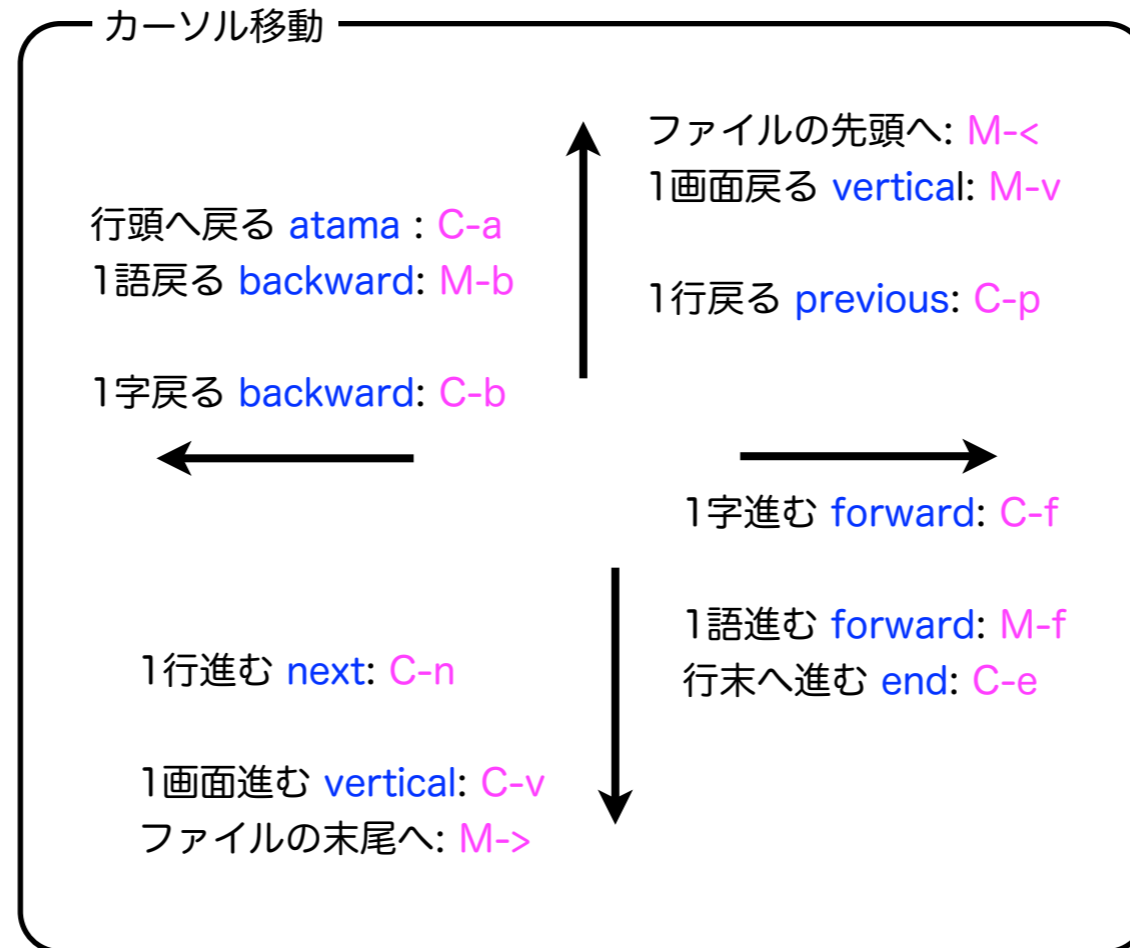 カーソル移動
ファイルの先頭へ: M-<
1画面戻る vertical: M-v
行頭へ戻る atama : C-a
1語戻る backward: M-b
1行戻る previous: C-p
1字戻る backward: C-b
1字進む forward: C-f
1語進む forward: M-f
行末へ進む end: C-e
1行進む next: C-n
1画面進む vertical: C-v
ファイルの末尾へ: M->